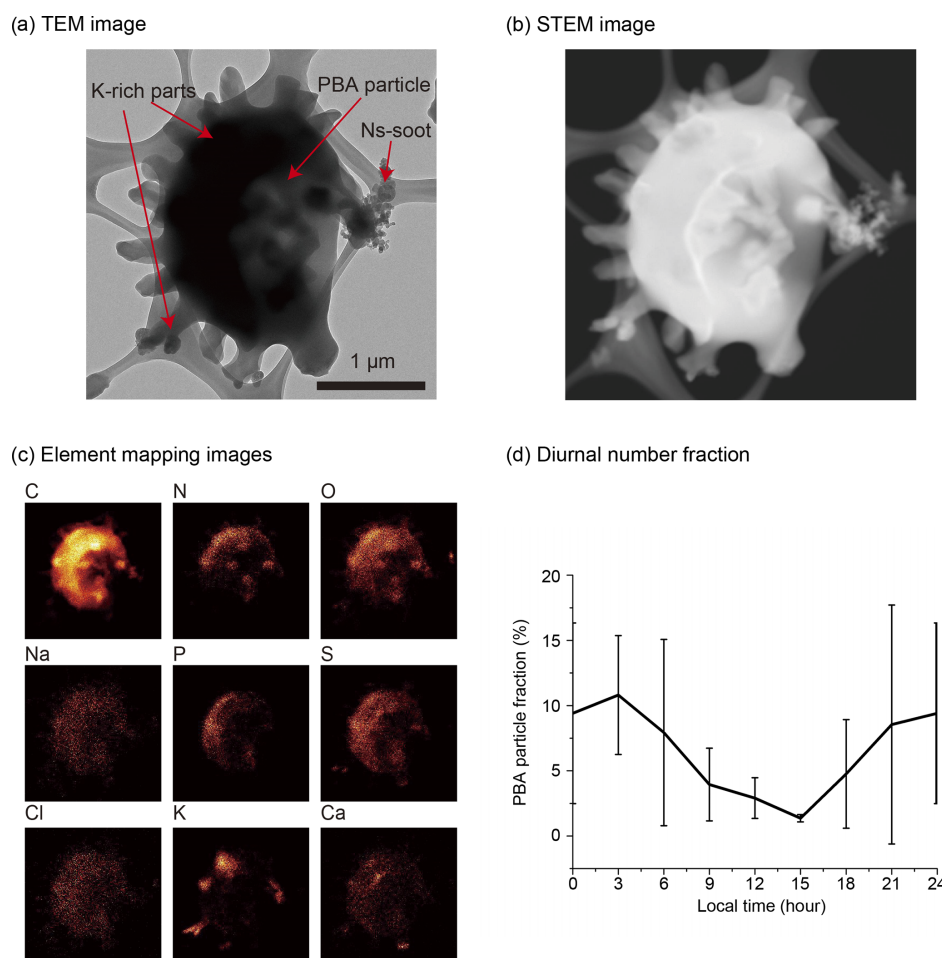 (a) TEM image
(b) STEM image
K-rich parts
PBA particle
Ns-soot
1 μm
(c) Element mapping images
(d) Diurnal number fraction
C
N
O
Na
P
S
Cl
K
Ca
PBA particle fraction (%)
20
15
10
5
0
0 3 6 9 12 15 18 21 24
Local time (hour)